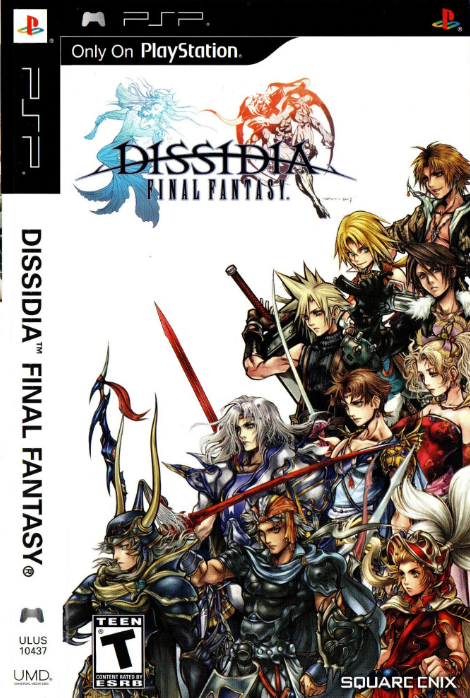 PSP
DISSIDIA™ FINAL FANTASY®
ULUS
10437
UMD
PSP
Only On PlayStation®
DISSIDIA
FINAL FANTASY®
TEEN
T
CONTENT RATED BY
ESRB
SQUARE ENIX